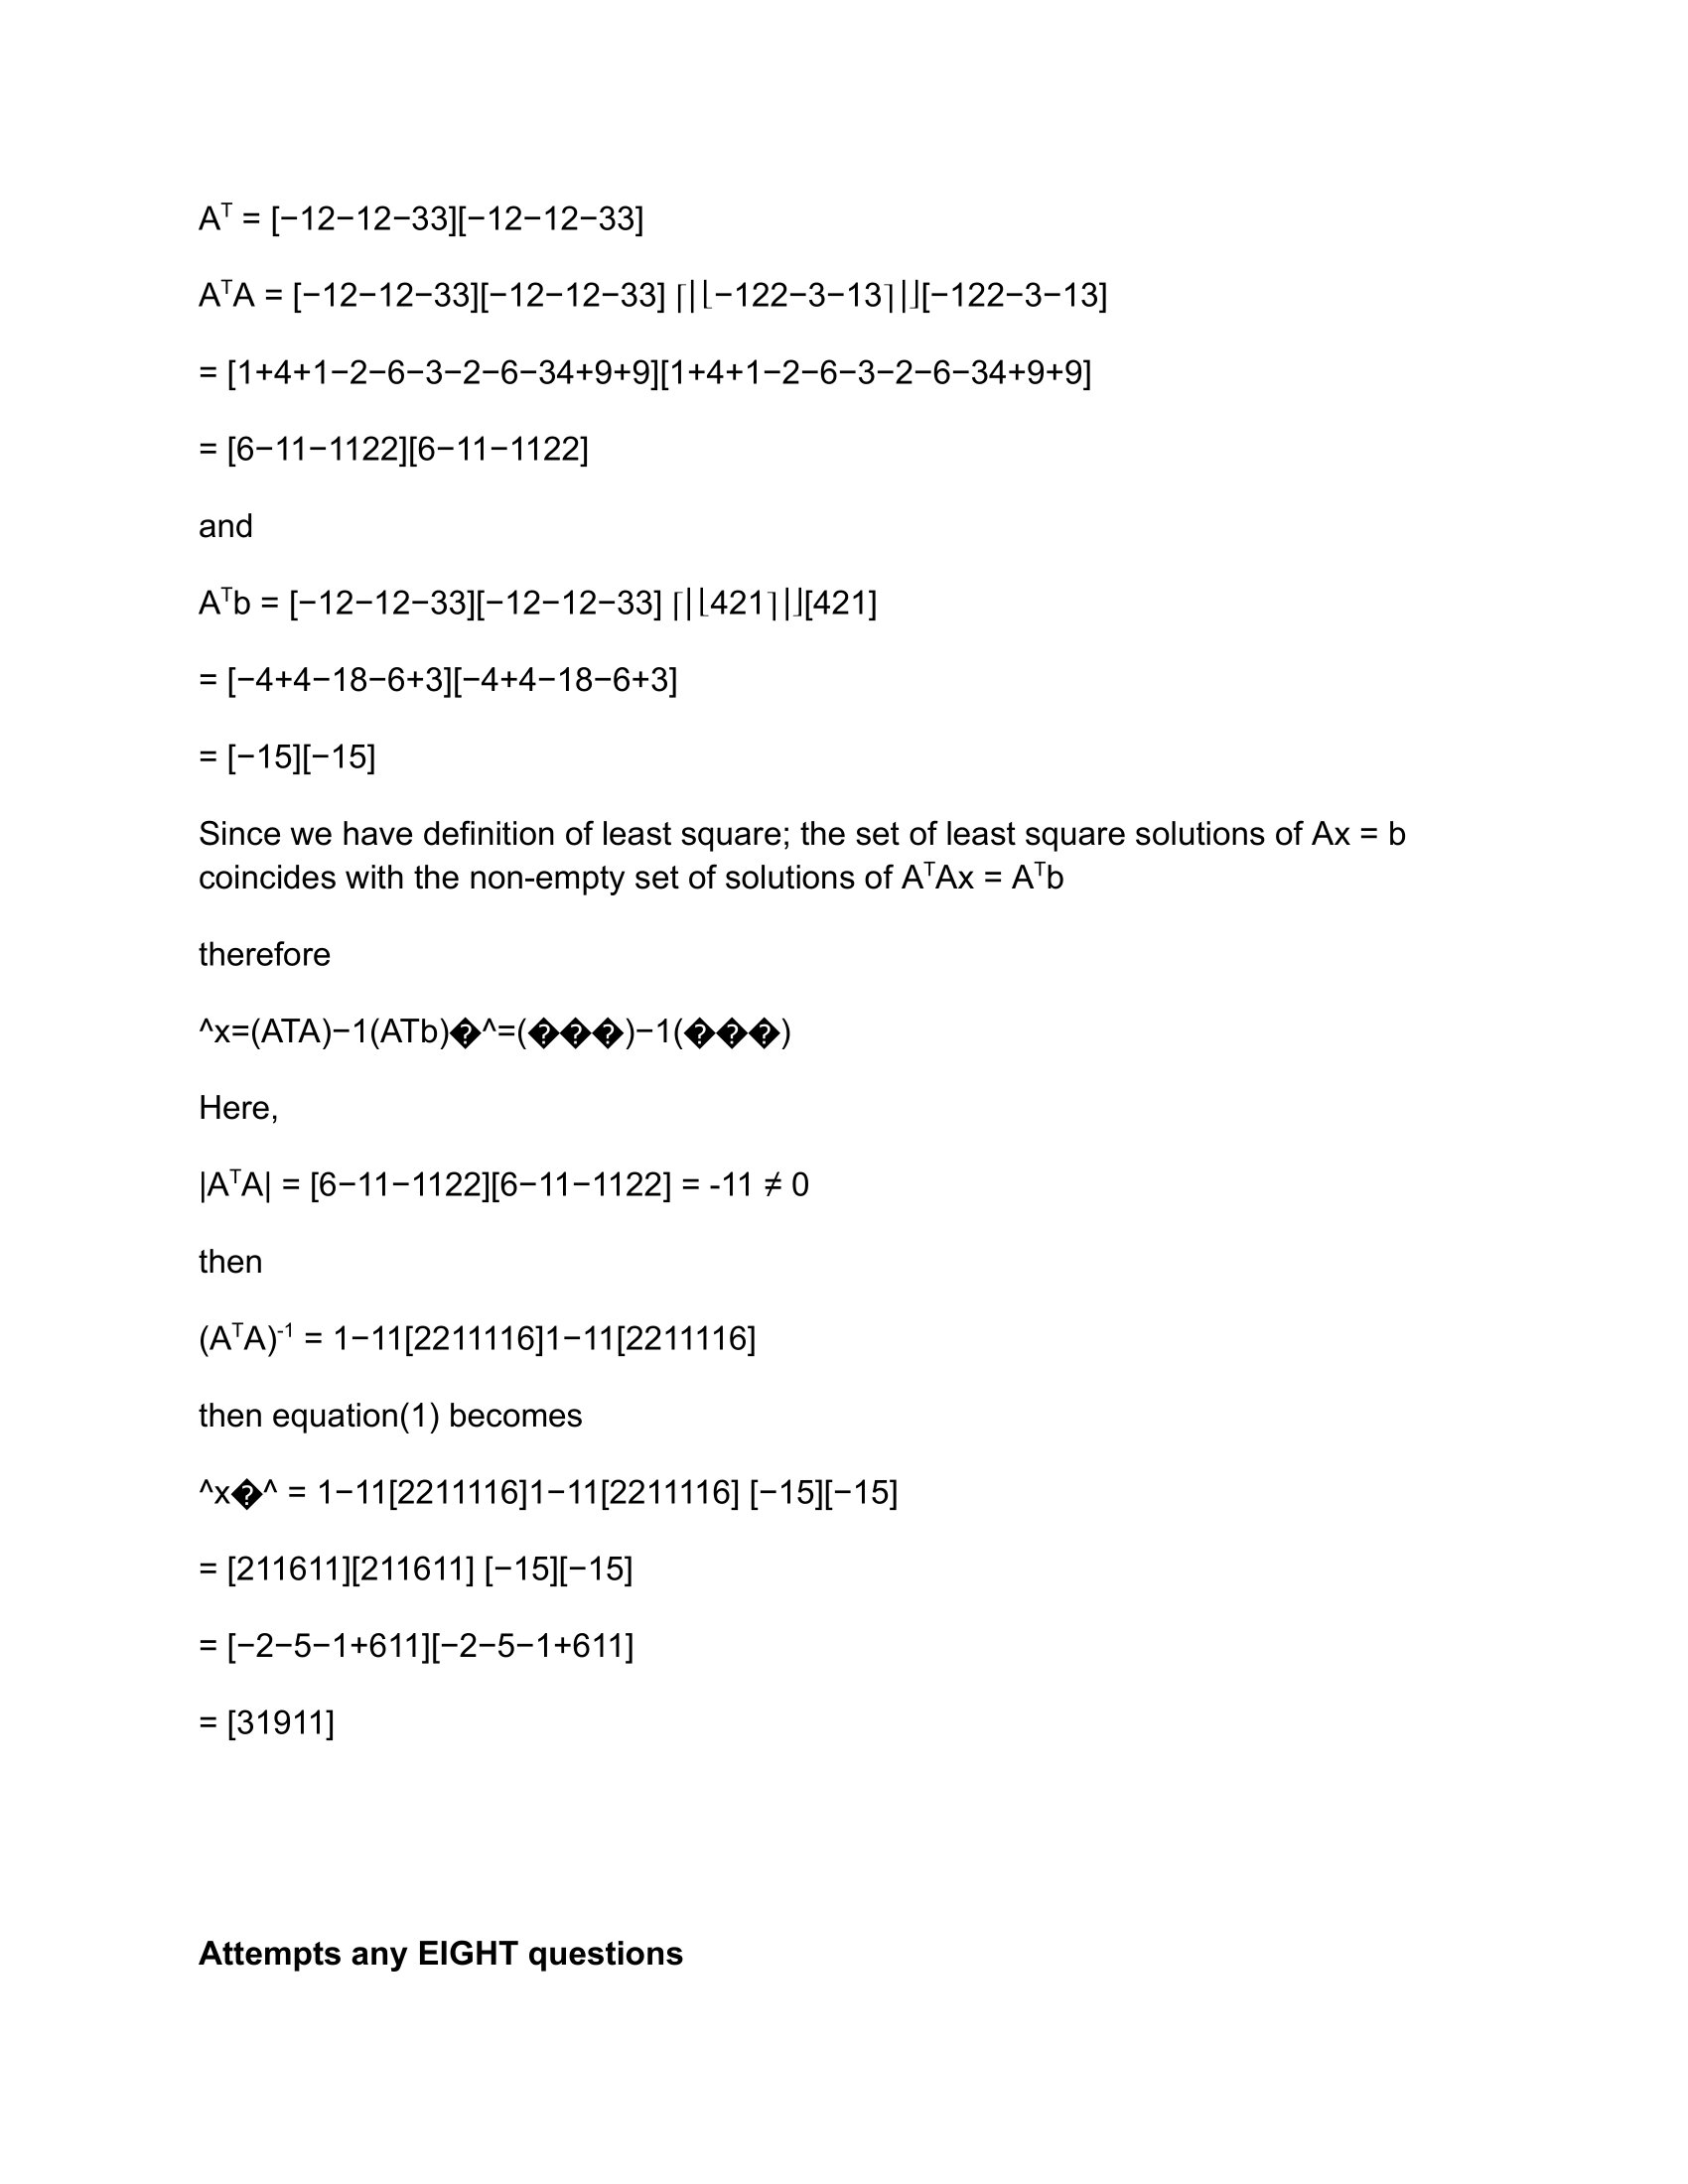 Aᵀ = [−12−12−33][−12−12−33]
AᵀA = [−12−12−33][−12−12−33] ⎡⎢⎣−122−3−13⎤⎥⎦[−122−3−13]
= [1+4+1−2−6−3−2−6−34+9+9][1+4+1−2−6−3−2−6−34+9+9]
= [6−11−1122][6−11−1122]
and
Aᵀb = [−12−12−33][−12−12−33] ⎡⎢⎣421⎤⎥⎦[421]
= [−4+4−18−6+3][−4+4−18−6+3]
= [−15][−15]
Since we have definition of least square; the set of least square solutions of Ax = b
coincides with the non-empty set of solutions of AᵀAx = Aᵀb
therefore
^x=(ATA)−1(ATb)�^=(���)−1(���)
Here,
|AᵀA| = [6−11−1122][6−11−1122] = -11 ≠ 0
then
(AᵀA)⁻¹ = 1−11[2211116]1−11[2211116]
then equation(1) becomes
^x�^ = 1−11[2211116]1−11[2211116] [−15][−15]
= [211611][211611] [−15][−15]
= [−2−5−1+611][−2−5−1+611]
= [31911]
Attempts any EIGHT questions